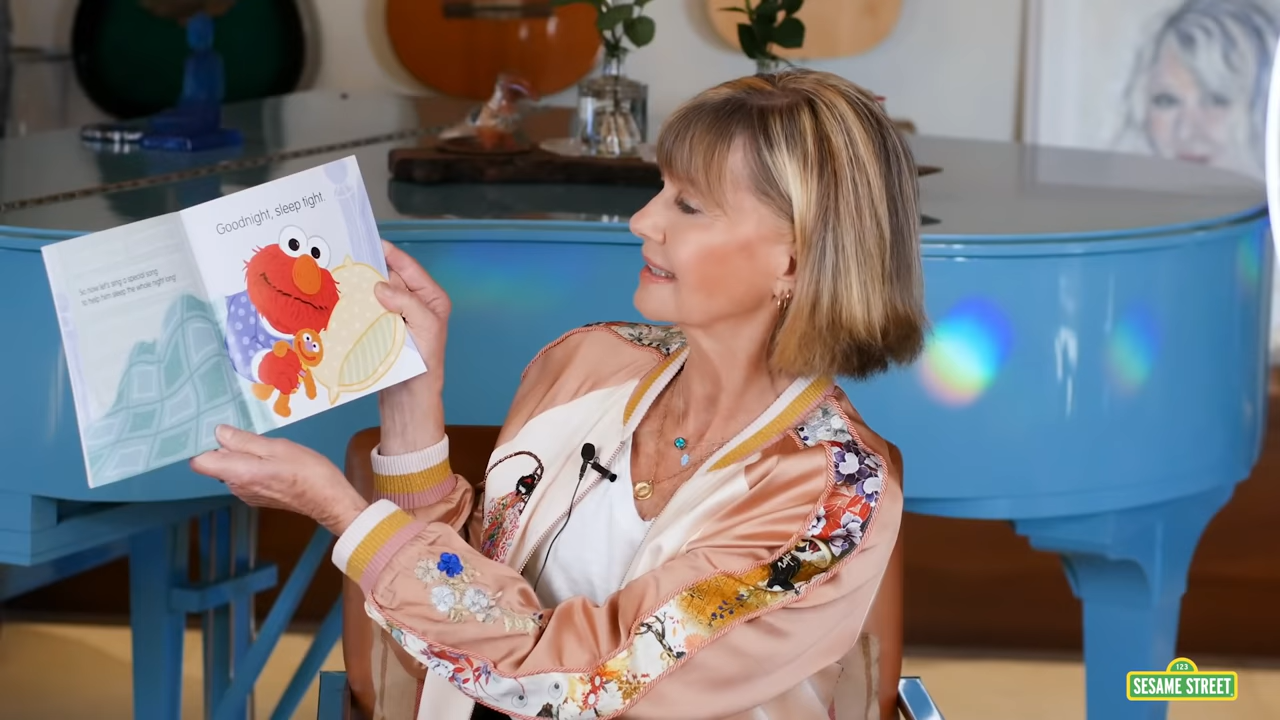 So now let's sing a special song
to help him sleep the whole night long.
Goodnight, sleep tight.
123
SESAME STREET